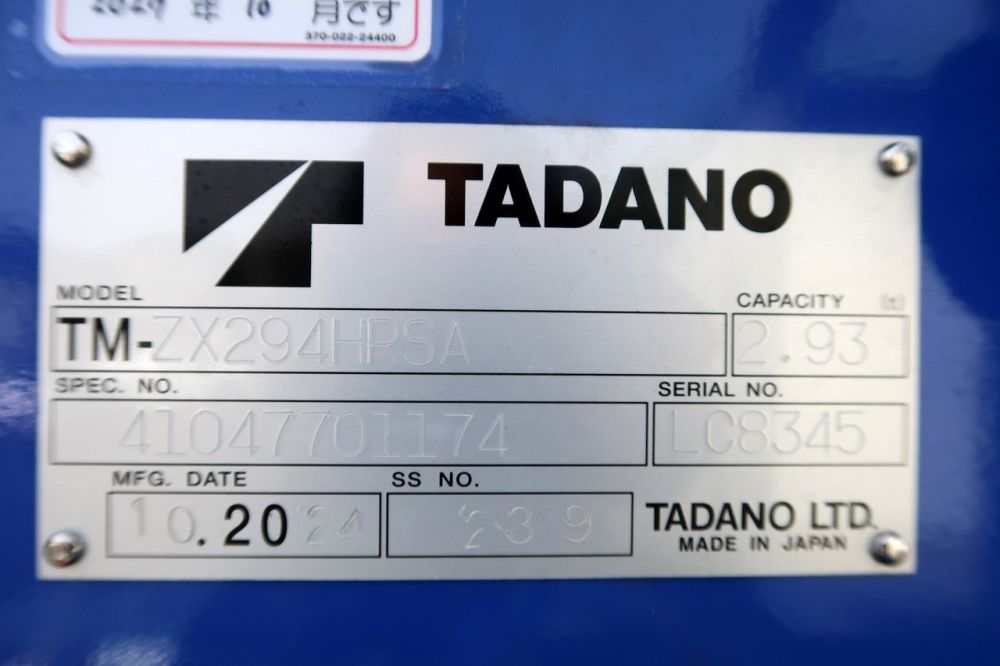 年 10 月です
370-022-24400
TADANO
MODEL
TM-ZX294HRSA
CAPACITY (t)
2.93
SPEC. NO.
41047701174
SERIAL NO.
LC8345
MFG. DATE
10.2024
SS NO.
239
TADANO LTD.
MADE IN JAPAN